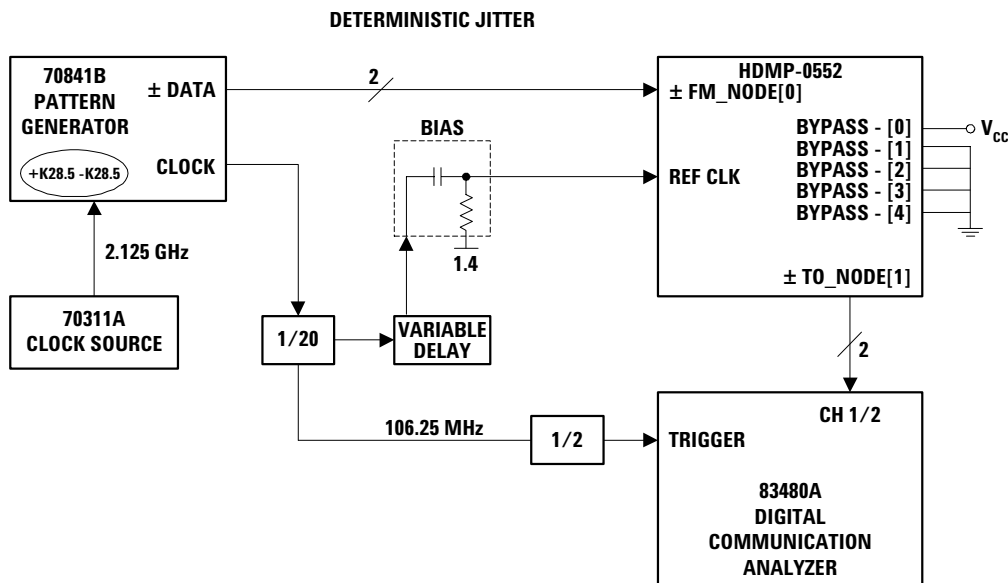 DETERMINISTIC JITTER
70841B
PATTERN
GENERATOR
± DATA
CLOCK
+K28.5 -K28.5
2
HDMP-0552
± FM_NODE[0]
BYPASS - [0]
BYPASS - [1]
BYPASS - [2]
BYPASS - [3]
BYPASS - [4]
VCC
REF CLK
± TO_NODE[1]
BIAS
1.4
2.125 GHz
70311A
CLOCK SOURCE
1/20
VARIABLE
DELAY
2
106.25 MHz
1/2
CH 1/2
TRIGGER
83480A
DIGITAL
COMMUNICATION
ANALYZER